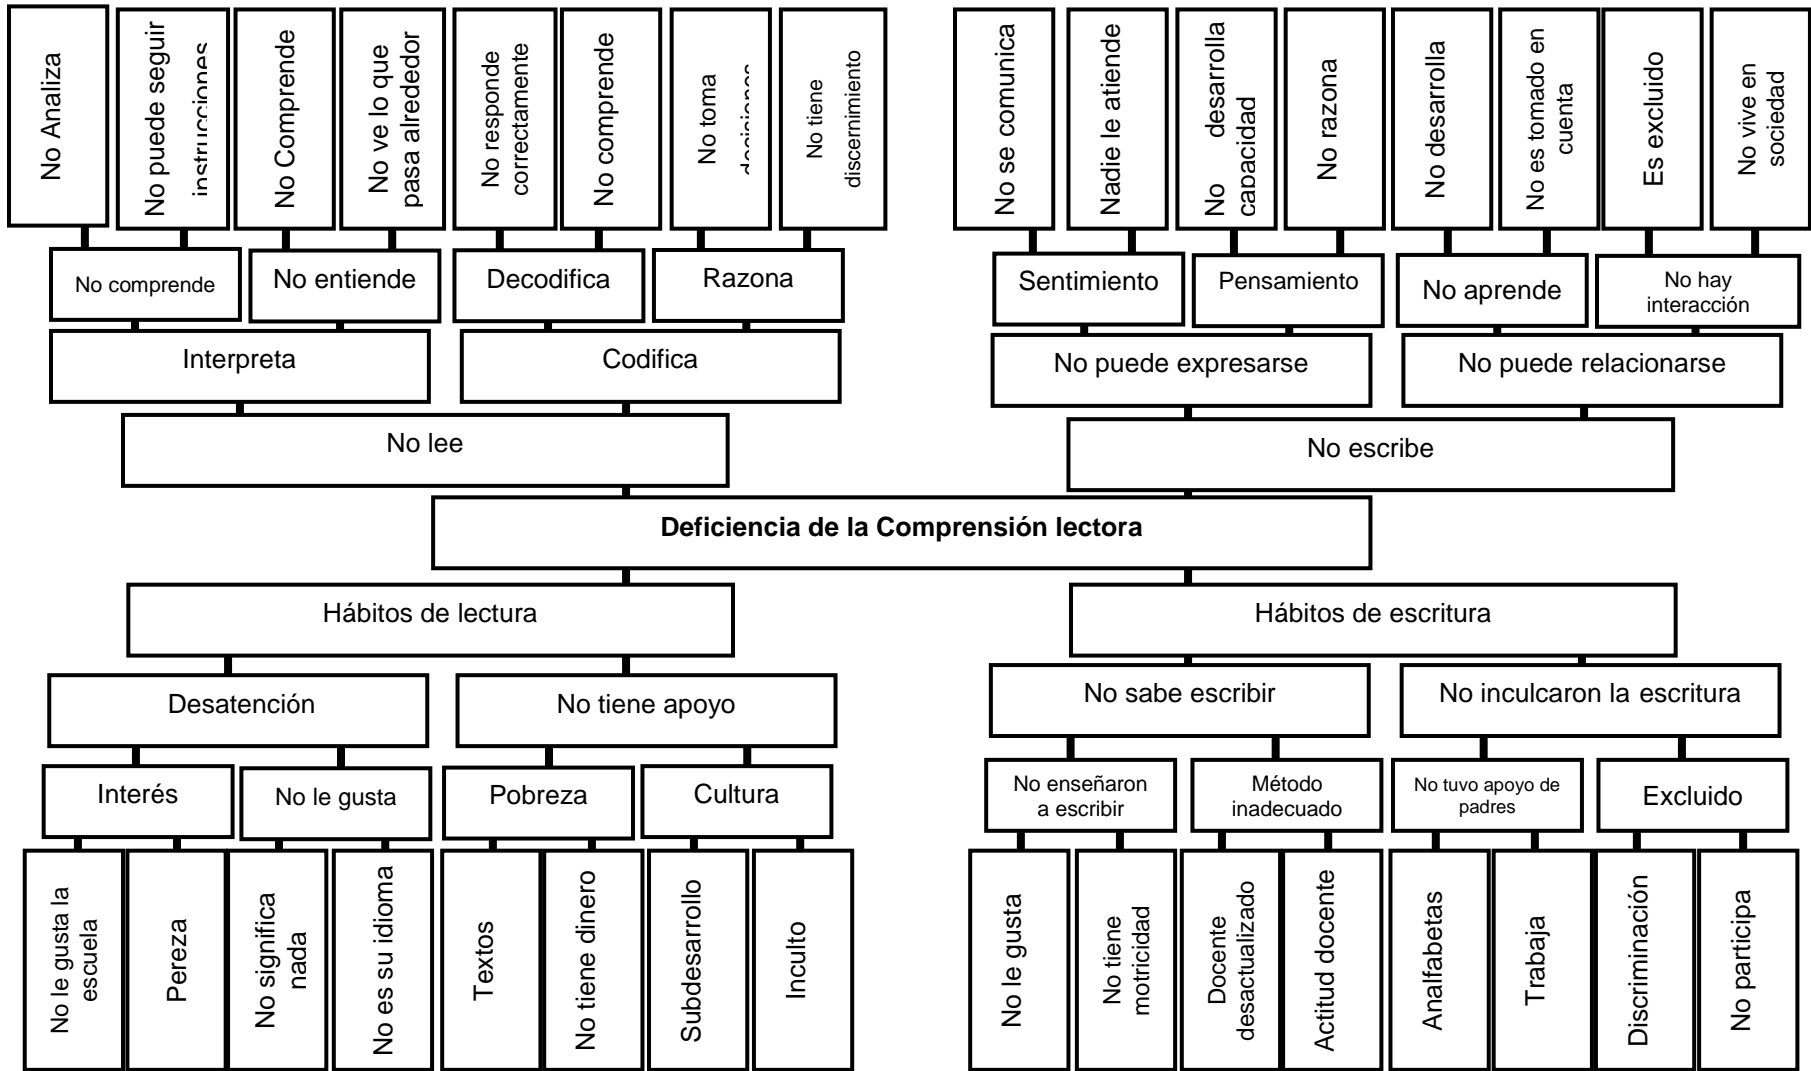 No Analiza
No puede seguir
instrucciones
No Comprende
No ve lo que
pasa alrededor
No responde
correctamente
No comprende
No toma
decisiones
No tiene
discernimiento
No se comunica
Nadie le atiende
No desarrolla
capacidad
No razona
No desarrolla
No es tomado en
cuenta
Es excluido
No vive en
sociedad
No comprende
No entiende
Decodifica
Razona
Sentimiento
Pensamiento
No aprende
No hay
interacción
Interpreta
Codifica
No puede expresarse
No puede relacionarse
No lee
No escribe
Deficiencia de la Comprensión lectora
Hábitos de lectura
Hábitos de escritura
Desatención
No tiene apoyo
No sabe escribir
No inculcaron la escritura
Interés
No le gusta
Pobreza
Cultura
No enseñaron
a escribir
Método
inadecuado
No tuvo apoyo de
padres
Excluido
No le gusta la
escuela
Pereza
No significa
nada
No es su idioma
Textos
No tiene dinero
Subdesarrollo
Inculto
No le gusta
No tiene
motricidad
Docente
desactualizado
Actitud docente
Analfabetas
Trabaja
Discriminación
No participa